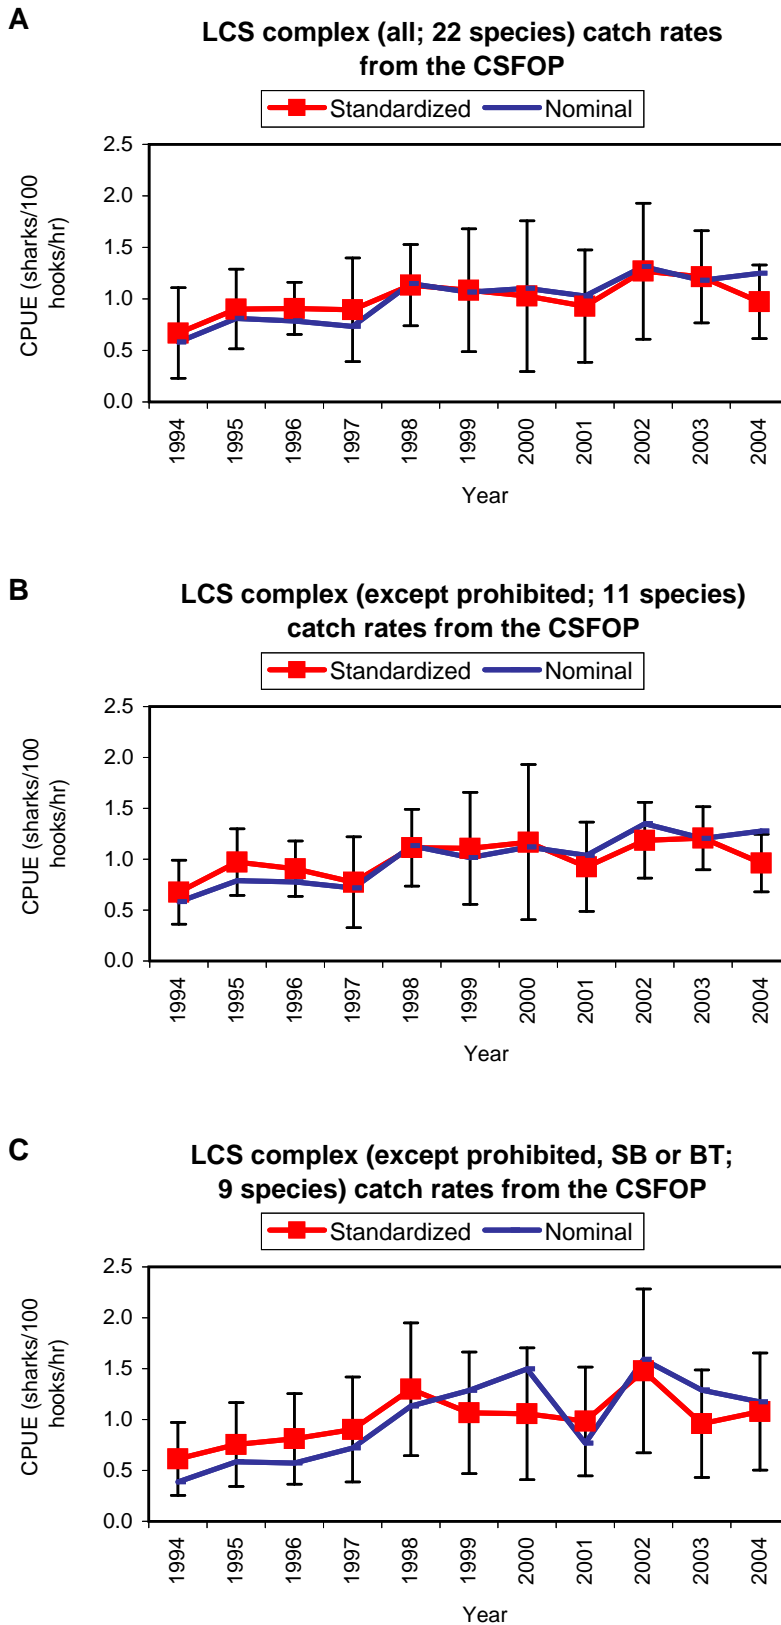 A
LCS complex (all; 22 species) catch rates
from the CSFOP
Standardized Nominal
CPUE (sharks/100
hooks/hr)
2.5
2.0
1.5
1.0
0.5
0.0
1994 1995 1996 1997 1998 1999 2000 2001 2002 2003 2004
Year
B
LCS complex (except prohibited; 11 species)
catch rates from the CSFOP
Standardized Nominal
CPUE (sharks/100
hooks/hr)
2.5
2.0
1.5
1.0
0.5
0.0
1994 1995 1996 1997 1998 1999 2000 2001 2002 2003 2004
Year
C
LCS complex (except prohibited, SB or BT;
9 species) catch rates from the CSFOP
Standardized Nominal
CPUE (sharks/100
hooks/hr)
2.5
2.0
1.5
1.0
0.5
0.0
1994 1995 1996 1997 1998 1999 2000 2001 2002 2003 2004
Year